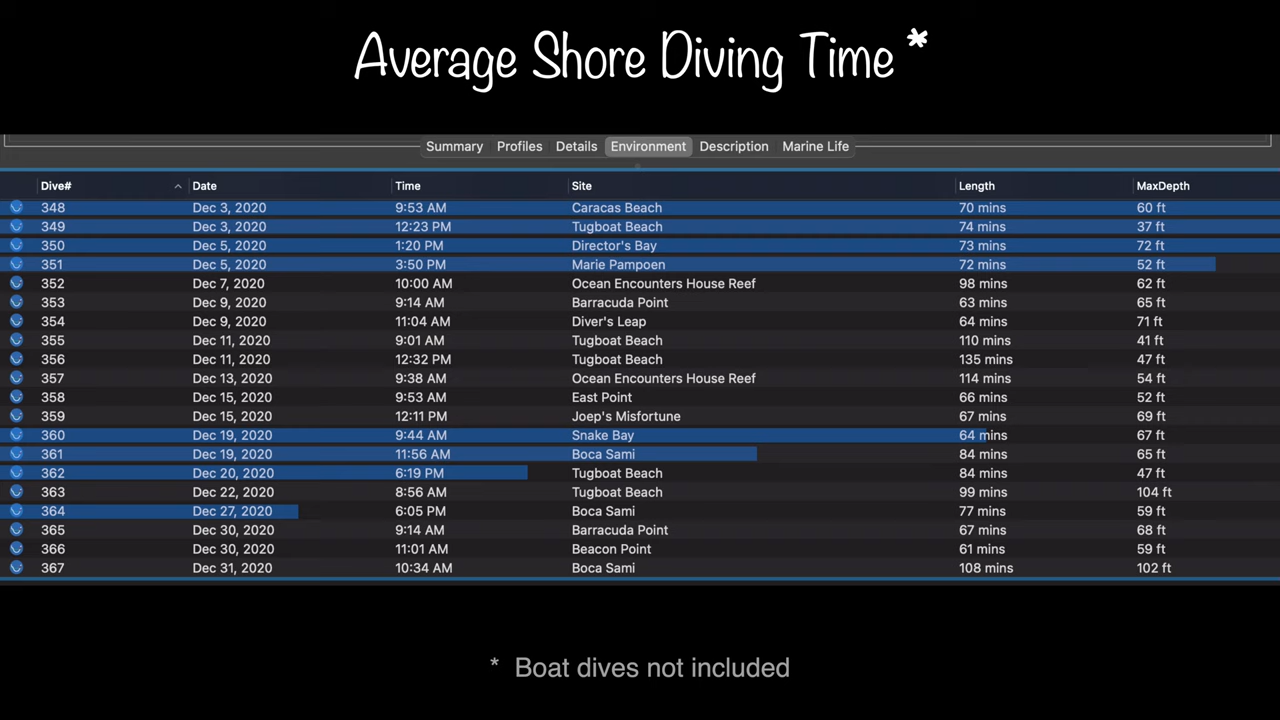 Average Shore Diving Time *
Summary Profiles Details Environment Description Marine Life
Dive# Date Time Site Length MaxDepth
348 Dec 3, 2020 9:53 AM Caracas Beach 70 mins 60 ft
349 Dec 3, 2020 12:23 PM Tugboat Beach 74 mins 37 ft
350 Dec 5, 2020 1:20 PM Director's Bay 73 mins 72 ft
351 Dec 5, 2020 3:50 PM Marie Pampoen 72 mins 52 ft
352 Dec 7, 2020 10:00 AM Ocean Encounters House Reef 98 mins 62 ft
353 Dec 9, 2020 9:14 AM Barracuda Point 63 mins 65 ft
354 Dec 9, 2020 11:04 AM Diver's Leap 64 mins 71 ft
355 Dec 11, 2020 9:01 AM Tugboat Beach 110 mins 41 ft
356 Dec 11, 2020 12:32 PM Tugboat Beach 135 mins 47 ft
357 Dec 13, 2020 9:38 AM Ocean Encounters House Reef 114 mins 54 ft
358 Dec 15, 2020 9:53 AM East Point 66 mins 52 ft
359 Dec 15, 2020 12:11 PM Joep's Misfortune 67 mins 69 ft
360 Dec 19, 2020 9:44 AM Snake Bay 64 mins 67 ft
361 Dec 19, 2020 11:56 AM Boca Sami 84 mins 65 ft
362 Dec 20, 2020 6:19 PM Tugboat Beach 84 mins 47 ft
363 Dec 22, 2020 8:56 AM Tugboat Beach 99 mins 104 ft
364 Dec 27, 2020 6:05 PM Boca Sami 77 mins 59 ft
365 Dec 30, 2020 9:14 AM Barracuda Point 67 mins 68 ft
366 Dec 30, 2020 11:01 AM Beacon Point 61 mins 59 ft
367 Dec 31, 2020 10:34 AM Boca Sami 108 mins 102 ft
* Boat dives not included